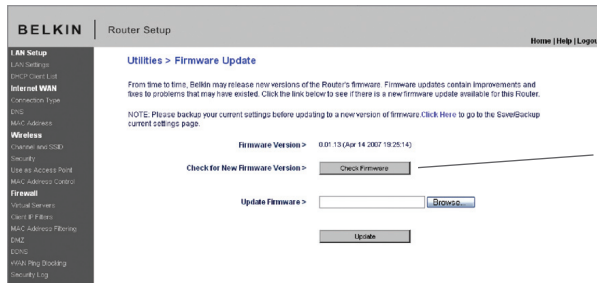 BELKIN
Router Setup
Home | Help | Logou
LAN Setup
LAN Settings
DHCP Client List
Internet WAN
Connection Type
DNS
MAC Address
Wireless
Channel and SSID
Security
Use as Access Point
MAC Address Control
Firewall
Virtual Servers
Client IP Filters
MAC Address Filtering
DMZ
DDNS
WAN Ping Blocking
Security Log
Utilities > Firmware Update
From time to time, Belkin may release new versions of the Router's firmware. Firmware updates contain improvements and
fixes to problems that may have existed. Click the link below to see if there is a new firmware update available for this Router.
NOTE: Please backup your current settings before updating to a new version of firmware.Click Here to go to the Save/Backup
current settings page.
Firmware Version > 0.01.13 (Apr 14 2007 19:25:14)
Check for New Firmware Version > Check Firmware
Update Firmware > Browse...
Update